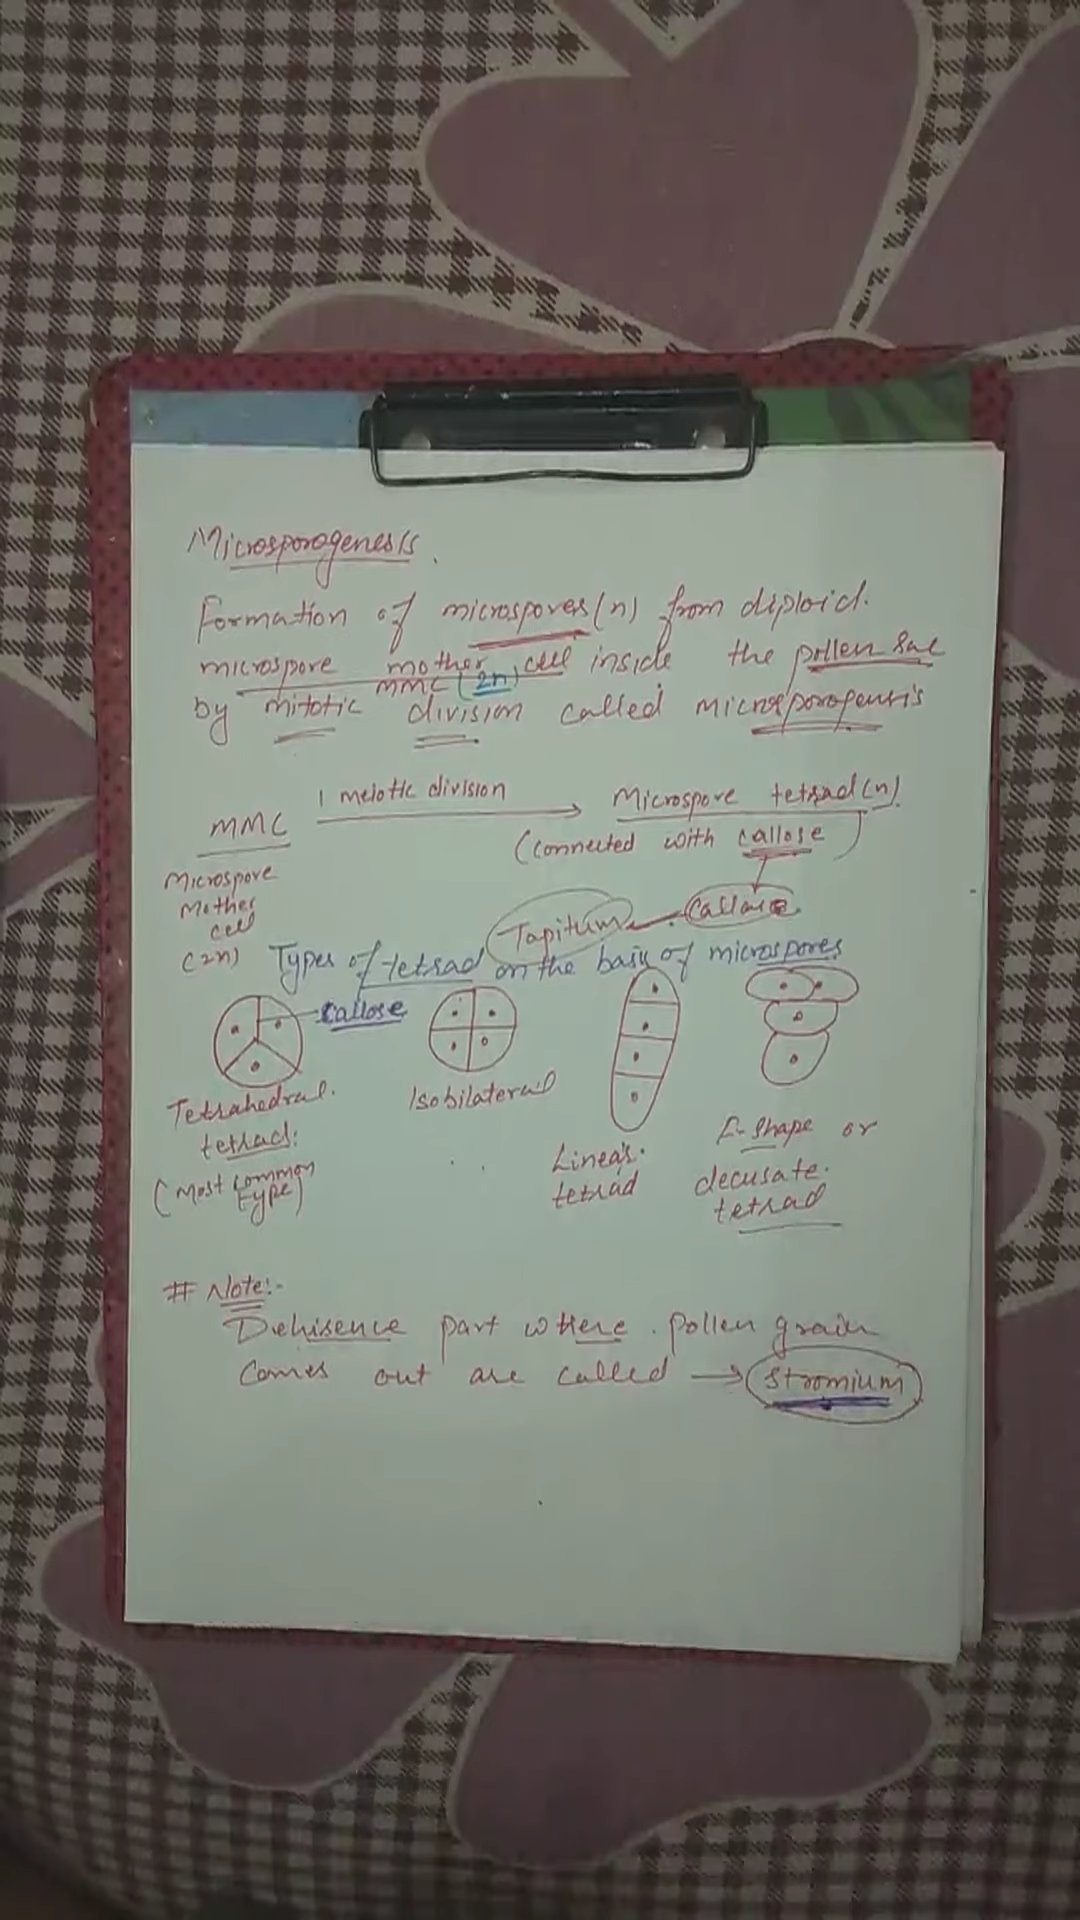 Microsporogenesis.
Formation of microspores (n) from diploid.
microspore mother cell inside the pollen sac
MMC (2n)
by mitotic division called microsporogensis
MMC 1 meiotic division → Microspore tetrad (n)
(connected with callose)
Microspore
Mother
cell
(2n)
Tapitum Callase
Types of tetrad on the basis of microspores
callose
Tetrahedral.
tetrad:
(Most common
type)
Isobilateral
Linear.
tetrad
shape or
decusate.
tetrad
# Note:-
Dehisence part where pollen grain
comes out are called → stromium